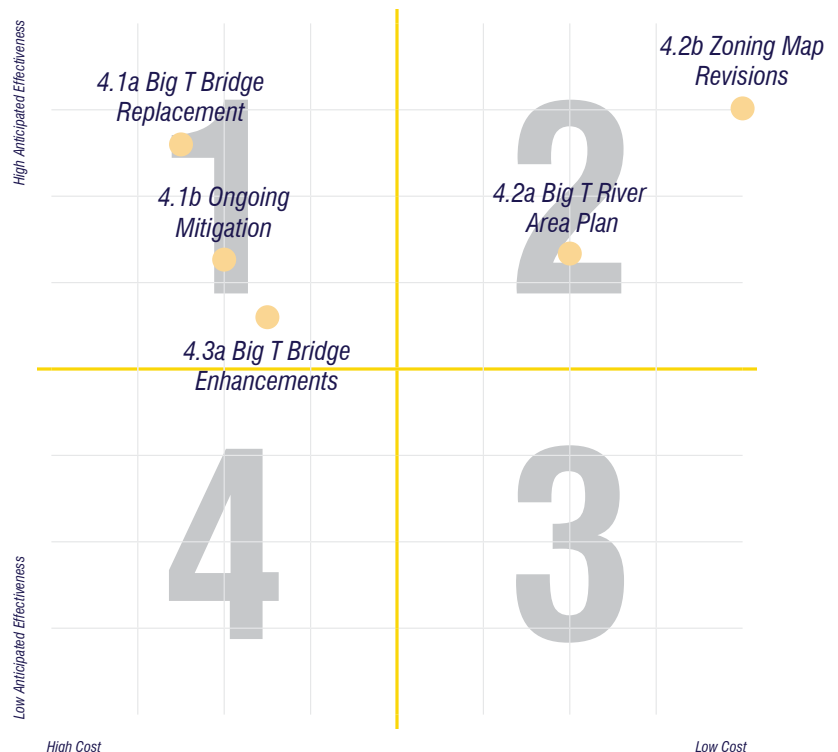 High Anticipated Effectiveness
4.2b Zoning Map
Revisions
4.1a Big T Bridge
Replacement
1
2
4.1b Ongoing
Mitigation
4.2a Big T River
Area Plan
4.3a Big T Bridge
Enhancements
4
3
Low Anticipated Effectiveness
High Cost
Low Cost